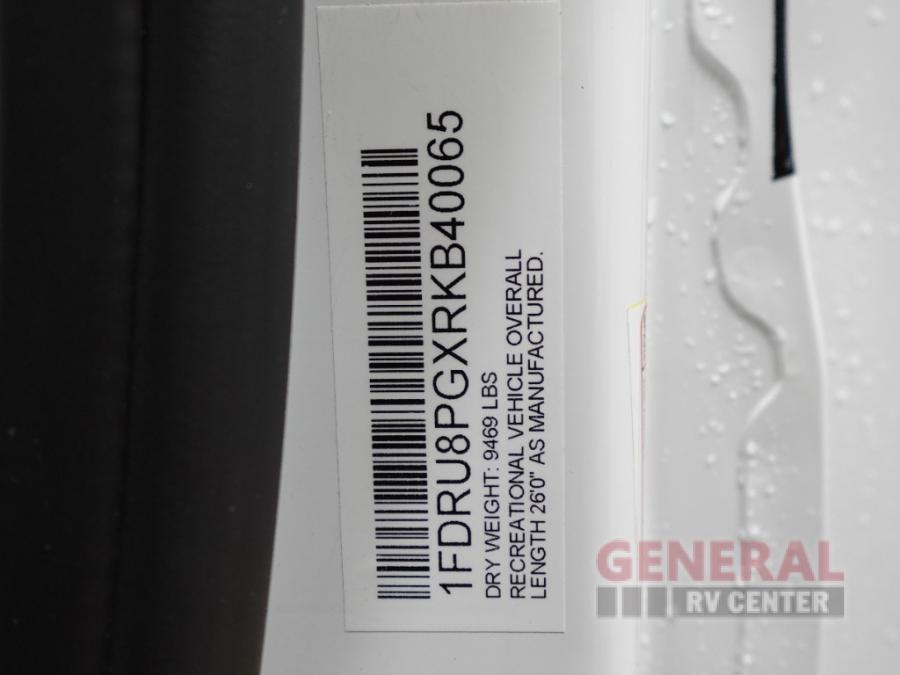 1FDRU8PGXRKB40065
DRY WEIGHT: 9469 LBS
RECREATIONAL VEHICLE OVERALL
LENGTH 26'0" AS MANUFACTURED.
GENERAL
RV CENTER